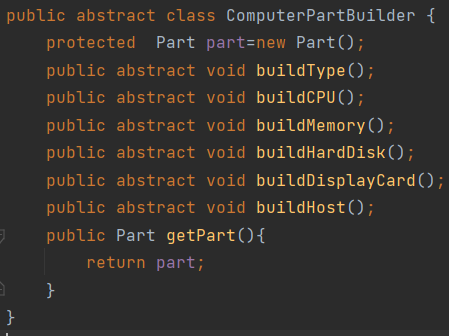 public abstract class ComputerPartBuilder {
    protected  Part part=new Part();
    public abstract void buildType();
    public abstract void buildCPU();
    public abstract void buildMemory();
    public abstract void buildHardDisk();
    public abstract void buildDisplayCard();
    public abstract void buildHost();
    public Part getPart(){
        return part;
    }
}